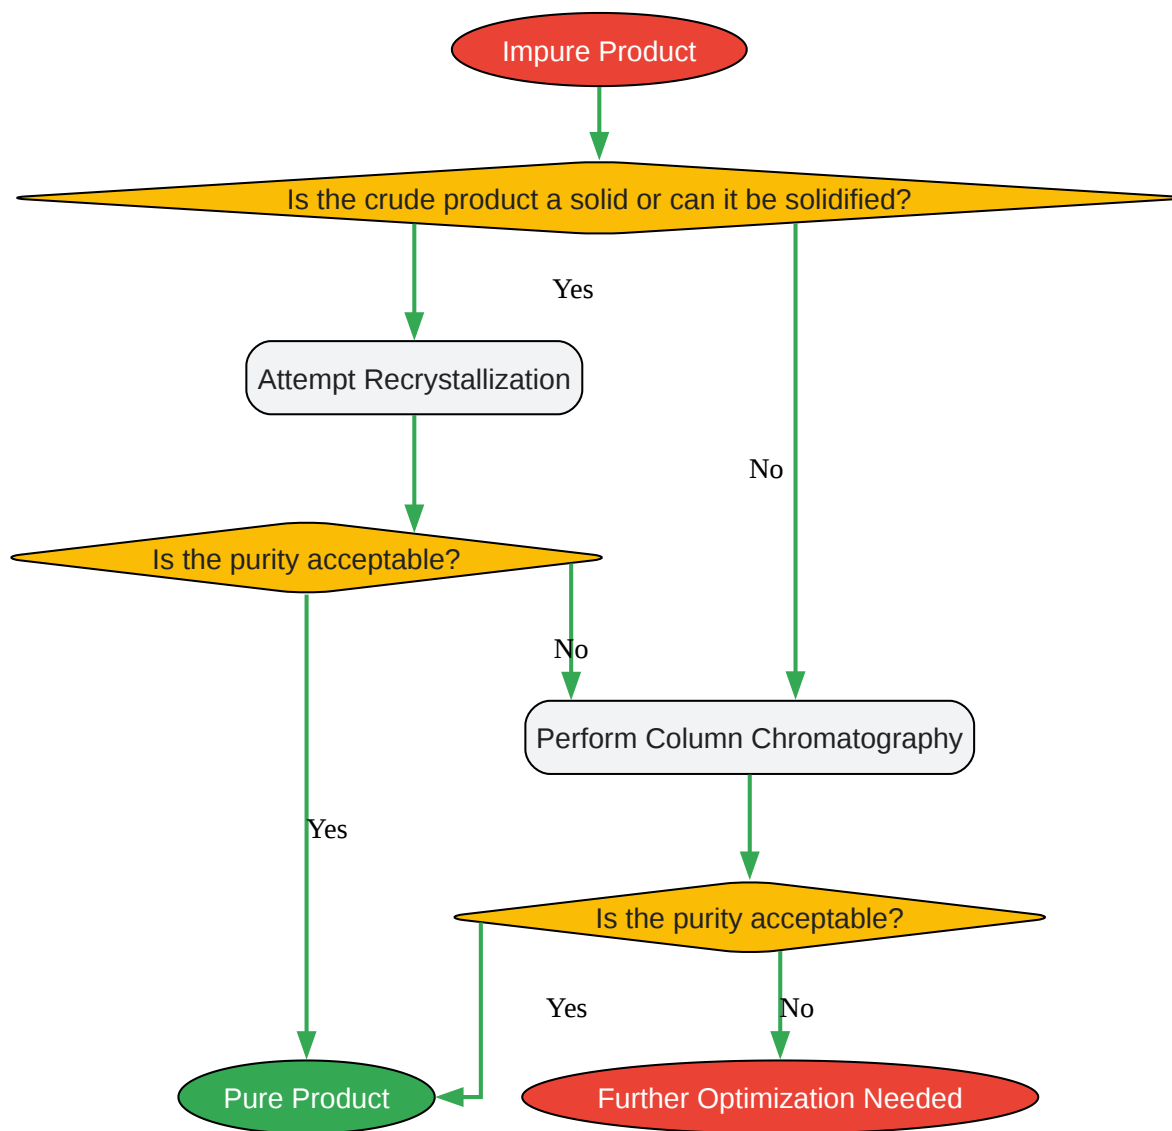 Impure Product
Is the crude product a solid or can it be solidified?
Yes
Attempt Recrystallization
No
Is the purity acceptable?
No
Perform Column Chromatography
Yes
Is the purity acceptable?
Yes
No
Pure Product
Further Optimization Needed